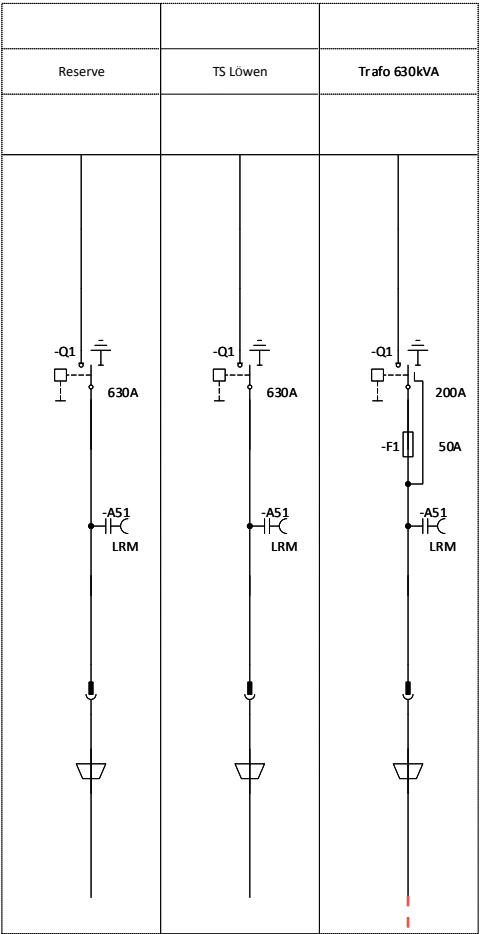 Reserve TS Löwen Trafo 630kVA
-Q1 -Q1 -Q1
630A 630A 200A
-F1 50A
-A51 -A51 -A51
LRM LRM LRM